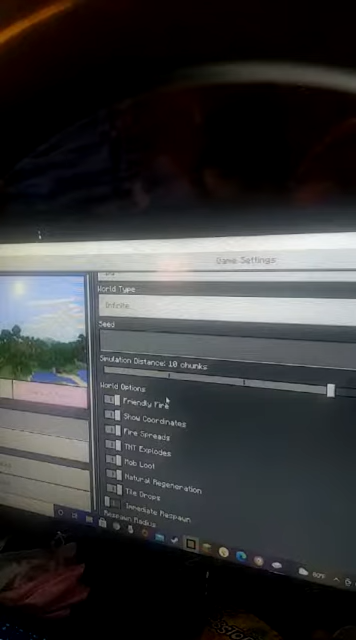 Game Settings
World Type
Infinite
Seed
Simulation Distance: 10 chunks
World Options
Friendly Fire
Show Coordinates
Fire Spreads
TNT Explodes
Mob Loot
Natural Regeneration
Tile Drops
Immediate Respawn
Respawn Radius